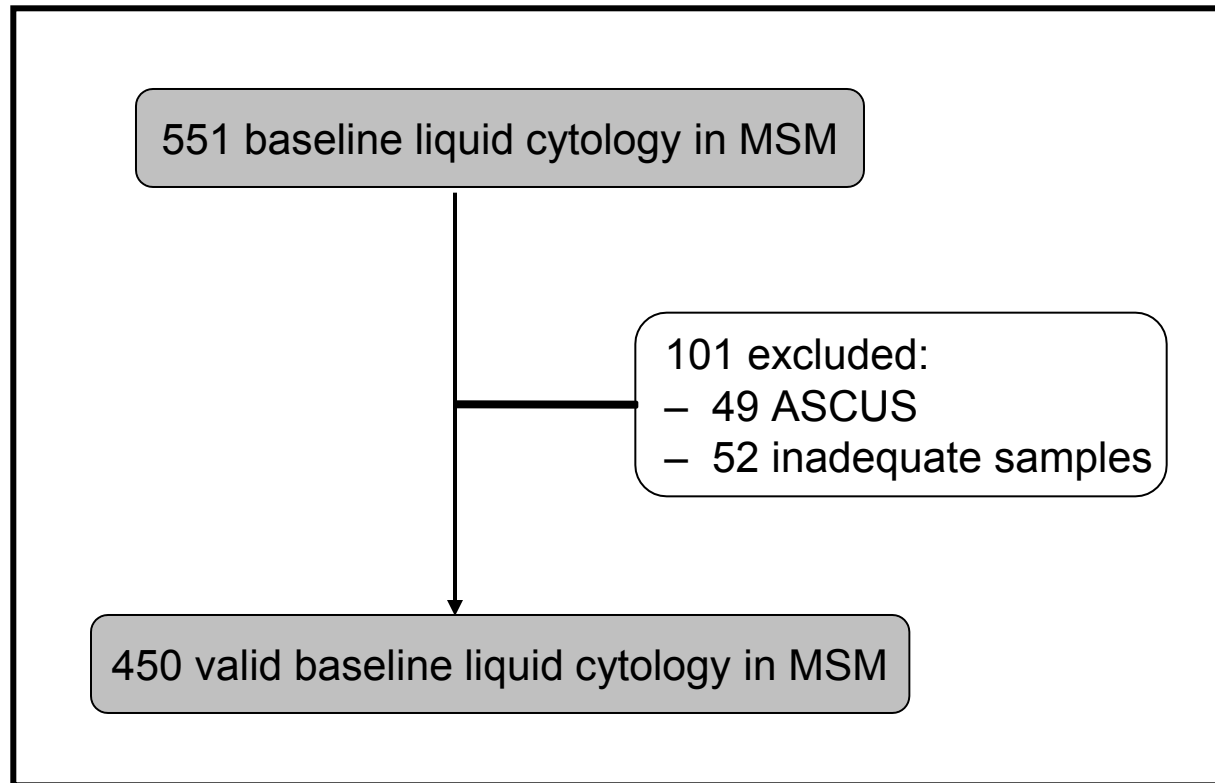 551 baseline liquid cytology in MSM
101 excluded:
– 49 ASCUS
– 52 inadequate samples
450 valid baseline liquid cytology in MSM